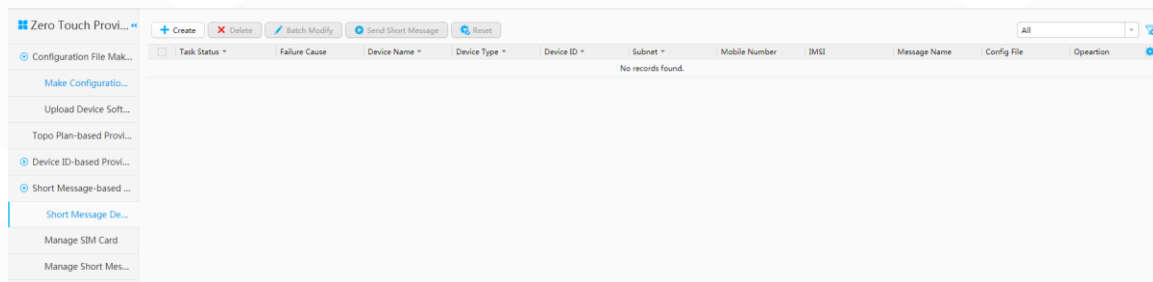 Zero Touch Provi...
Create Delete Batch Modify Send Short Message Reset All
Task Status Failure Cause Device Name Device Type Device ID Subnet Mobile Number IMSI Message Name Config File Opeartion
No records found.
Configuration File Mak...
Make Configuratio...
Upload Device Soft...
Topo Plan-based Provi...
Device ID-based Provi...
Short Message-based ...
Short Message De...
Manage SIM Card
Manage Short Mes...